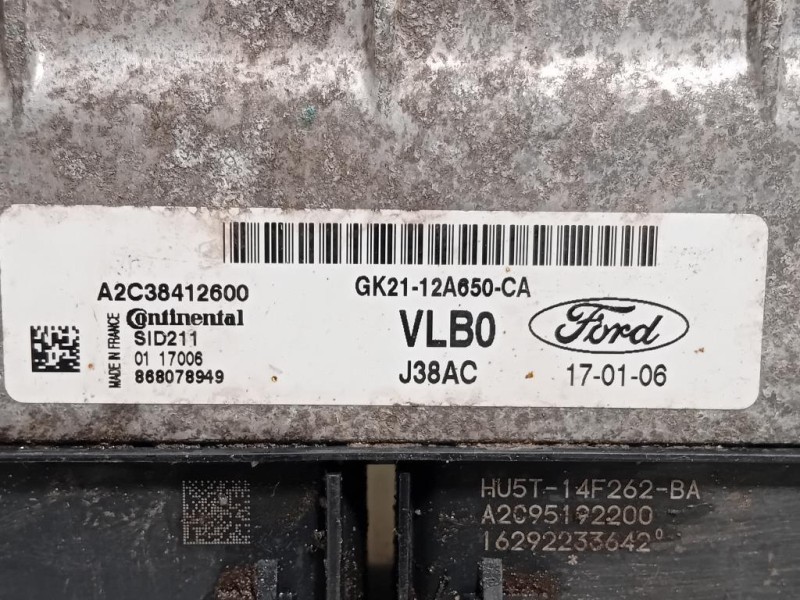 A2C38412600
GK21-12A650-CA
MADE IN FRANCE
Continental
SID211
01 17006
868078949
VLB0
J38AC
Ford
17-01-06
HU5T-14F262-BA
A2C95192200
16292233642°